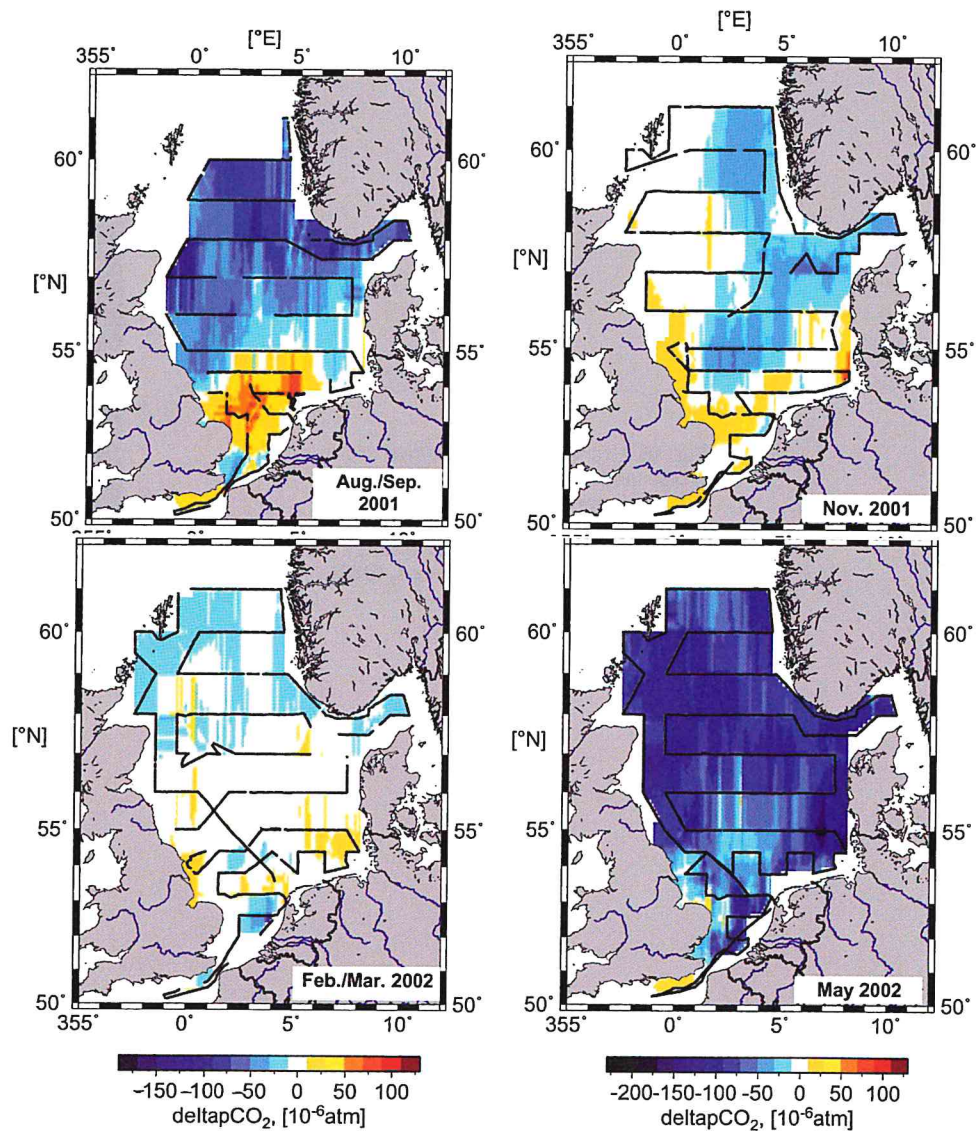 [°E]
355° 0° 5° 10°
60° 60°
[°N]
55° 55°
50° 50°
Aug./Sep.
2001
[°E]
355° 0° 5° 10°
60° 60°
[°N]
55° 55°
50° 50°
Nov. 2001
60° 60°
[°N]
55° 55°
50° 50°
Feb./Mar. 2002
355° 0° 5° 10°
60° 60°
[°N]
55° 55°
50° 50°
May 2002
355° 0° 5° 10°
-150 -100 -50 0 50 100
deltapCO₂, [10⁻⁶atm]
-200 -150 -100 -50 0 50 100
deltapCO₂, [10⁻⁶atm]